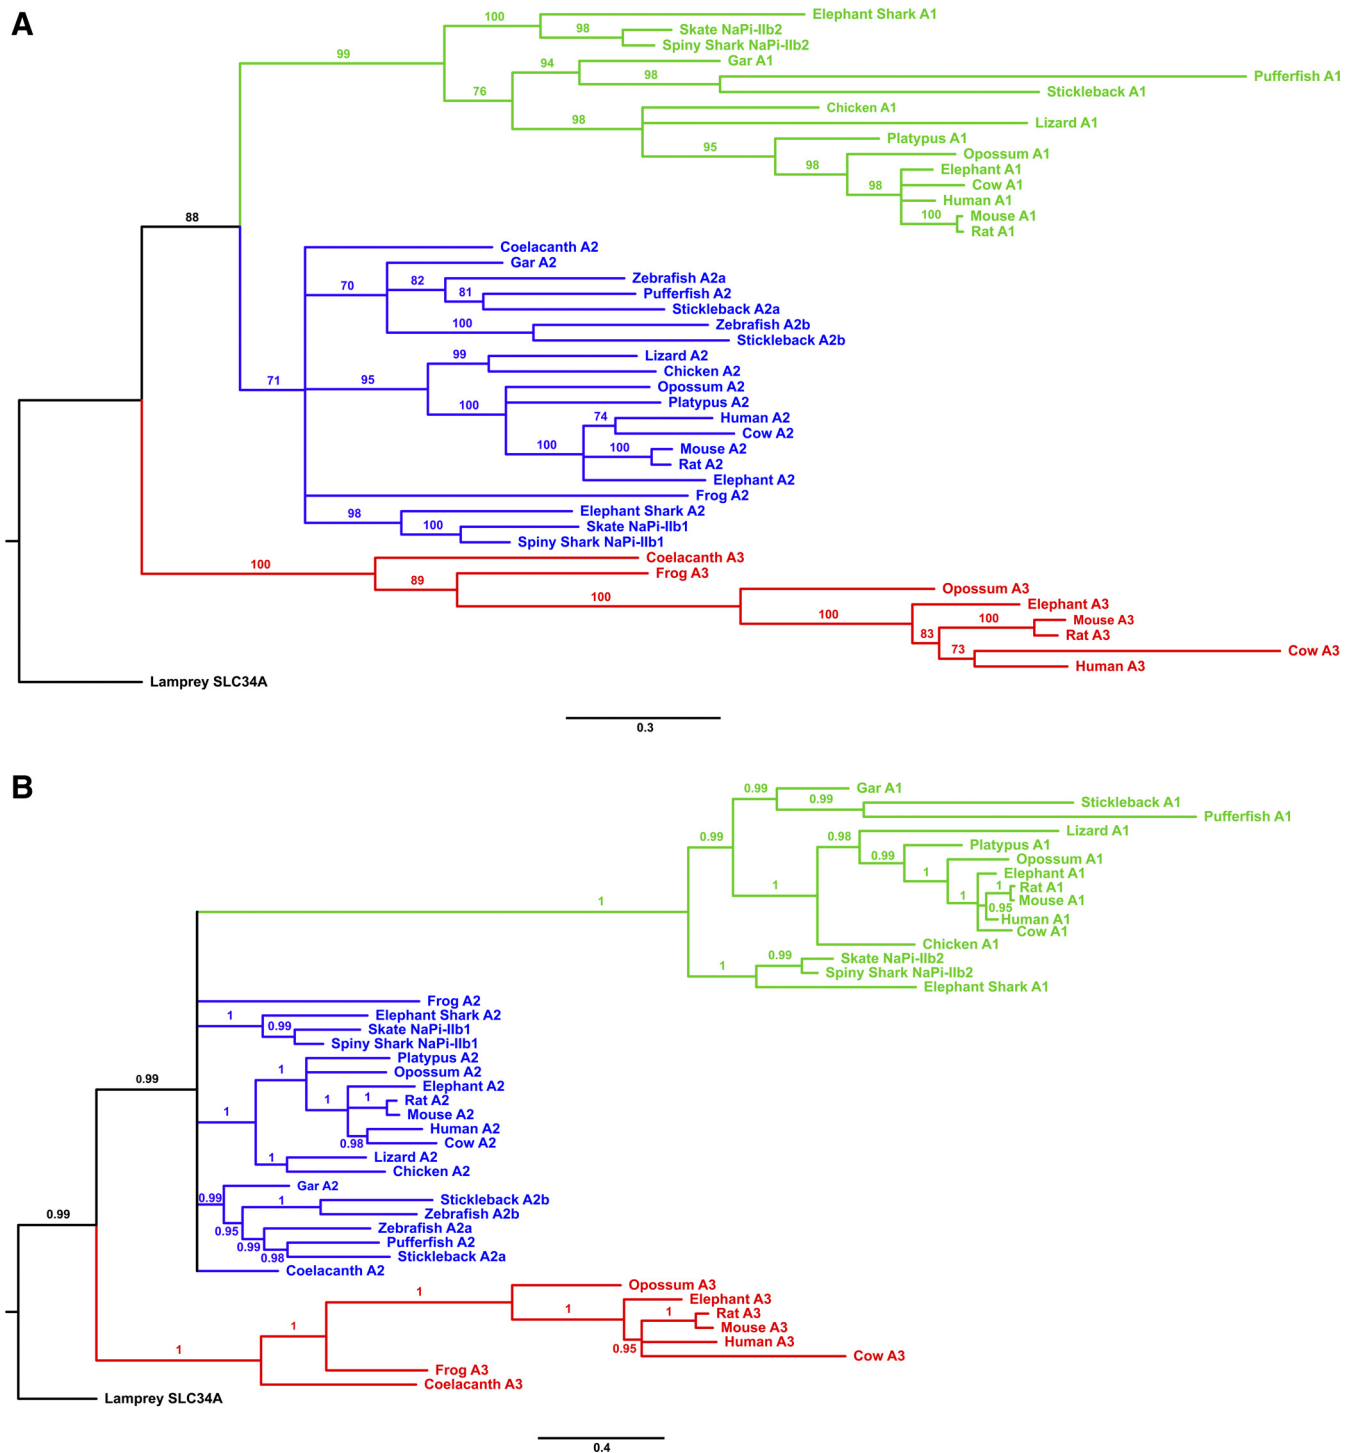 A
Elephant Shark A1
100
Skate NaPi-IIb2
98
Spiny Shark NaPi-IIb2
99
Gar A1
94
Pufferfish A1
98
Stickleback A1
76
Chicken A1
98
Lizard A1
Platypus A1
95
Opossum A1
98
Elephant A1
98
Cow A1
Human A1
100
Mouse A1
Rat A1
88
Coelacanth A2
Gar A2
70
82
Zebrafish A2a
81
Pufferfish A2
Stickleback A2a
100
Zebrafish A2b
Stickleback A2b
71
95
99
Lizard A2
Chicken A2
100
Opossum A2
Platypus A2
74
Human A2
Cow A2
100
100
Mouse A2
Rat A2
Elephant A2
Frog A2
98
Elephant Shark A2
100
Skate NaPi-IIb1
Spiny Shark NaPi-IIb1
100
Coelacanth A3
89
Frog A3
100
Opossum A3
100
Elephant A3
100
Mouse A3
83
Rat A3
73
Cow A3
Human A3
Lamprey SLC34A
0.3
B
0.99
Gar A1
0.99
Stickleback A1
Pufferfish A1
0.99
0.98
Lizard A1
0.99
Platypus A1
1
Opossum A1
1
Elephant A1
1
Rat A1
Mouse A1
0.95
Human A1
Cow A1
1
Chicken A1
1
0.99
Skate NaPi-IIb2
Spiny Shark NaPi-IIb2
Elephant Shark A1
Frog A2
1
Elephant Shark A2
0.99
Skate NaPi-IIb1
Spiny Shark NaPi-IIb1
0.99
1
1
Platypus A2
Opossum A2
1
Elephant A2
1
Rat A2
Mouse A2
Human A2
0.98
Cow A2
1
Lizard A2
Chicken A2
0.99
Gar A2
1
Stickleback A2b
Zebrafish A2b
0.95
Zebrafish A2a
0.99
Pufferfish A2
0.98
Stickleback A2a
Coelacanth A2
0.99
1
1
1
Opossum A3
1
Elephant A3
1
Rat A3
Mouse A3
Human A3
0.95
Cow A3
Frog A3
Coelacanth A3
Lamprey SLC34A
0.4